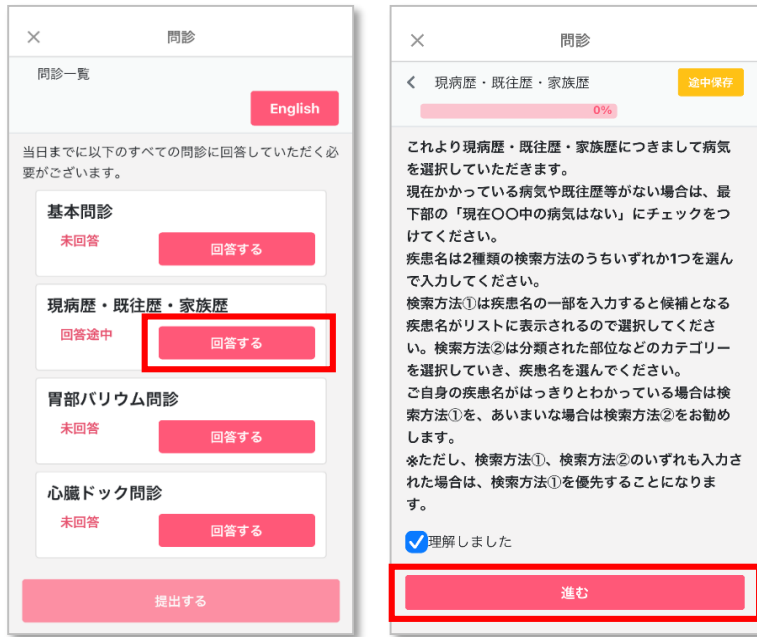 問診
問診一覧
English
当日までに以下のすべての問診に回答していただく必
要がございます。
基本問診
未回答
回答する
現病歴・既往歴・家族歴
回答途中
回答する
胃部バリウム問診
未回答
回答する
心臓ドック問診
未回答
回答する
提出する
問診
現病歴・既往歴・家族歴
途中保存
0%
これより現病歴・既往歴・家族歴につきまして病気
を選択していただきます。
現在かかっている病気や既往歴等がない場合は、最
下部の「現在〇〇中の病気はない」にチェックをつ
けてください。
疾患名は2種類の検索方法のうちいずれか1つを選ん
で入力してください。
検索方法①は疾患名の一部を入力すると候補となる
疾患名がリストに表示されるので選択してくださ
い。検索方法②は分類された部位などのカテゴリー
を選択していき、疾患名を選んでください。
ご自身の疾患名がはっきりとわかっている場合は検
索方法①を、あいまいな場合は検索方法②をお勧め
します。
※ただし、検索方法①、検索方法②のいずれも入力さ
れた場合は、検索方法①を優先することになりま
す。
理解しました
進む